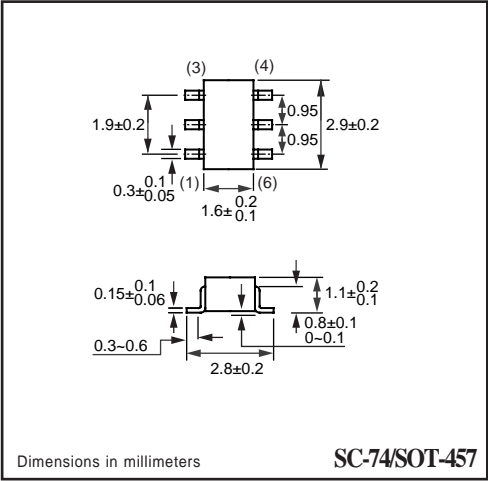 (3) (4)
1.9±0.2
0.95
2.9±0.2
0.95
0.3± 0.1 0.05
(1) (6)
1.6± 0.2 0.1
0.15± 0.1 0.06
1.1± 0.2 0.1
0.8±0.1
0~0.1
0.3~0.6
2.8±0.2
Dimensions in millimeters
SC-74/SOT-457